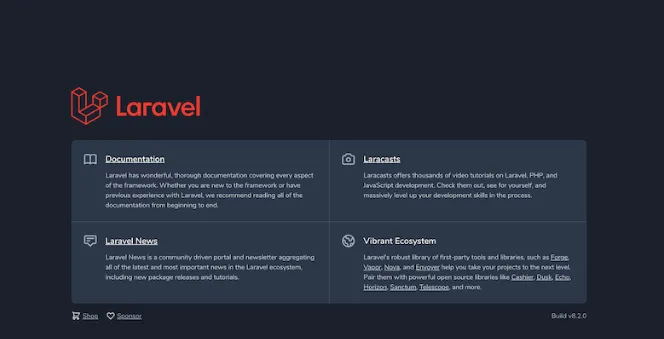 Laravel
Documentation
Laravel has wonderful, thorough documentation covering every aspect
of the framework. Whether you are new to the framework or have
previous experience with Laravel, we recommend reading all of the
documentation from beginning to end.
Laracasts
Laracasts offers thousands of video tutorials on Laravel, PHP, and
JavaScript development. Check them out, see for yourself, and
massively level up your development skills in the process.
Laravel News
Laravel News is a community driven portal and newsletter aggregating
all of the latest and most important news in the Laravel ecosystem,
including new package releases and tutorials.
Vibrant Ecosystem
Laravel's robust library of first-party tools and libraries, such as Forge,
Vapor, Nova, and Envoyer help you take your projects to the next level.
Pair them with powerful open source libraries like Cashier, Dusk, Echo,
Horizon, Sanctum, Telescope, and more.
Shop Sponsor
Build v8.2.0